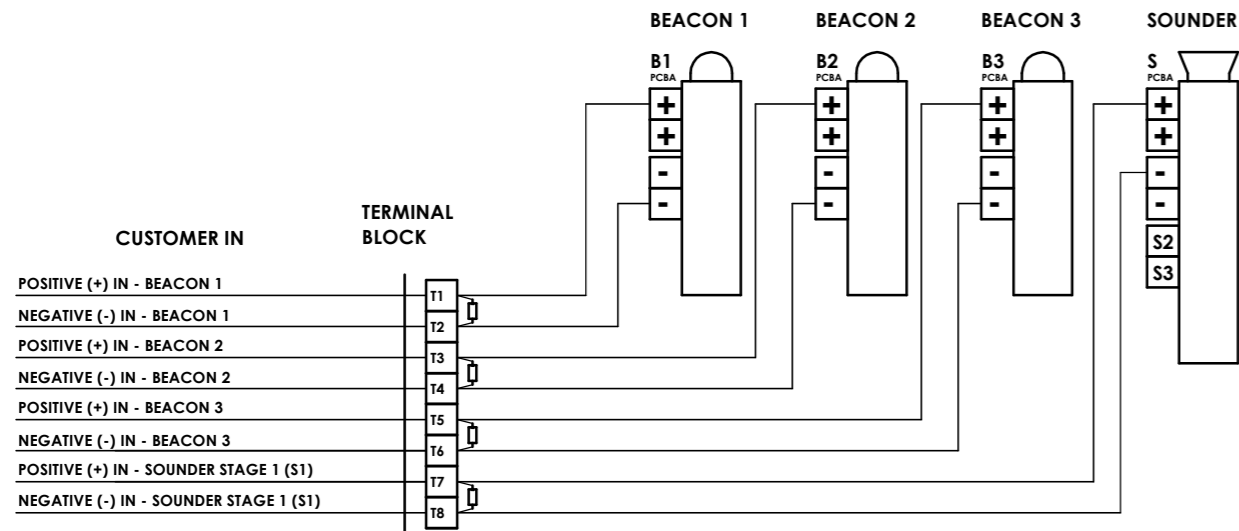 BEACON 1 BEACON 2 BEACON 3 SOUNDER
B1 B2 B3 S
PCBA PCBA PCBA PCBA
+ + + +
+ + + +
- - - -
- - - -
S2
S3
TERMINAL
BLOCK
CUSTOMER IN
POSITIVE (+) IN - BEACON 1
T1
NEGATIVE (-) IN - BEACON 1
T2
POSITIVE (+) IN - BEACON 2
T3
NEGATIVE (-) IN - BEACON 2
T4
POSITIVE (+) IN - BEACON 3
T5
NEGATIVE (-) IN - BEACON 3
T6
POSITIVE (+) IN - SOUNDER STAGE 1 (S1)
T7
NEGATIVE (-) IN - SOUNDER STAGE 1 (S1)
T8